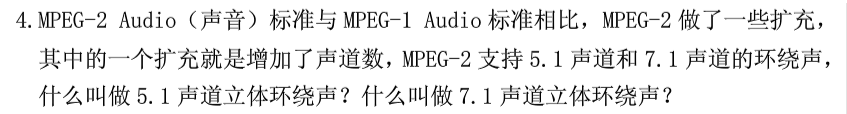 4.MPEG-2 Audio（声音）标准与 MPEG-1 Audio 标准相比，MPEG-2 做了一些扩充，
其中的一个扩充就是增加了声道数，MPEG-2 支持 5.1 声道和 7.1 声道的环绕声，
什么叫做 5.1 声道立体环绕声？什么叫做 7.1 声道立体环绕声？